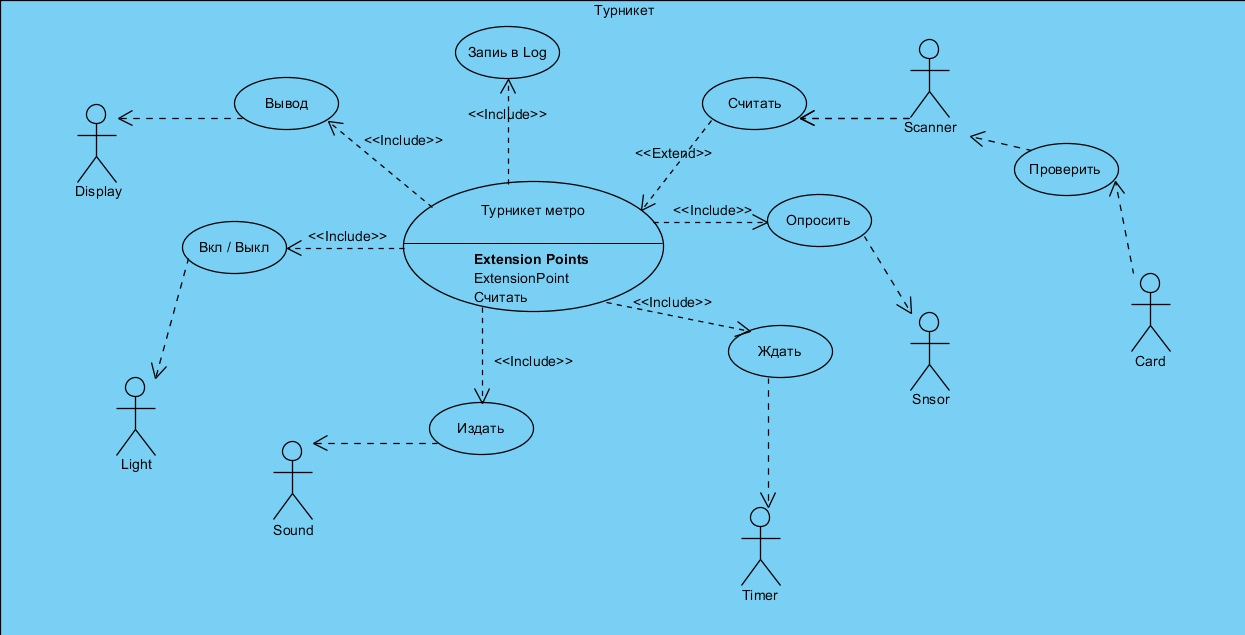 Турникет
Запиь в Log
Вывод
Считать
<<Include>>
<<Include>>
Scanner
<<Extend>>
Проверить
Display
Турникет метро
<<Include>>
Опросить
<<Include>>
Вкл / Выкл
Extension Points
ExtensionPoint
Считать
<<Include>>
Ждать
<<Include>>
Card
Snsor
Издать
Light
Sound
Timer